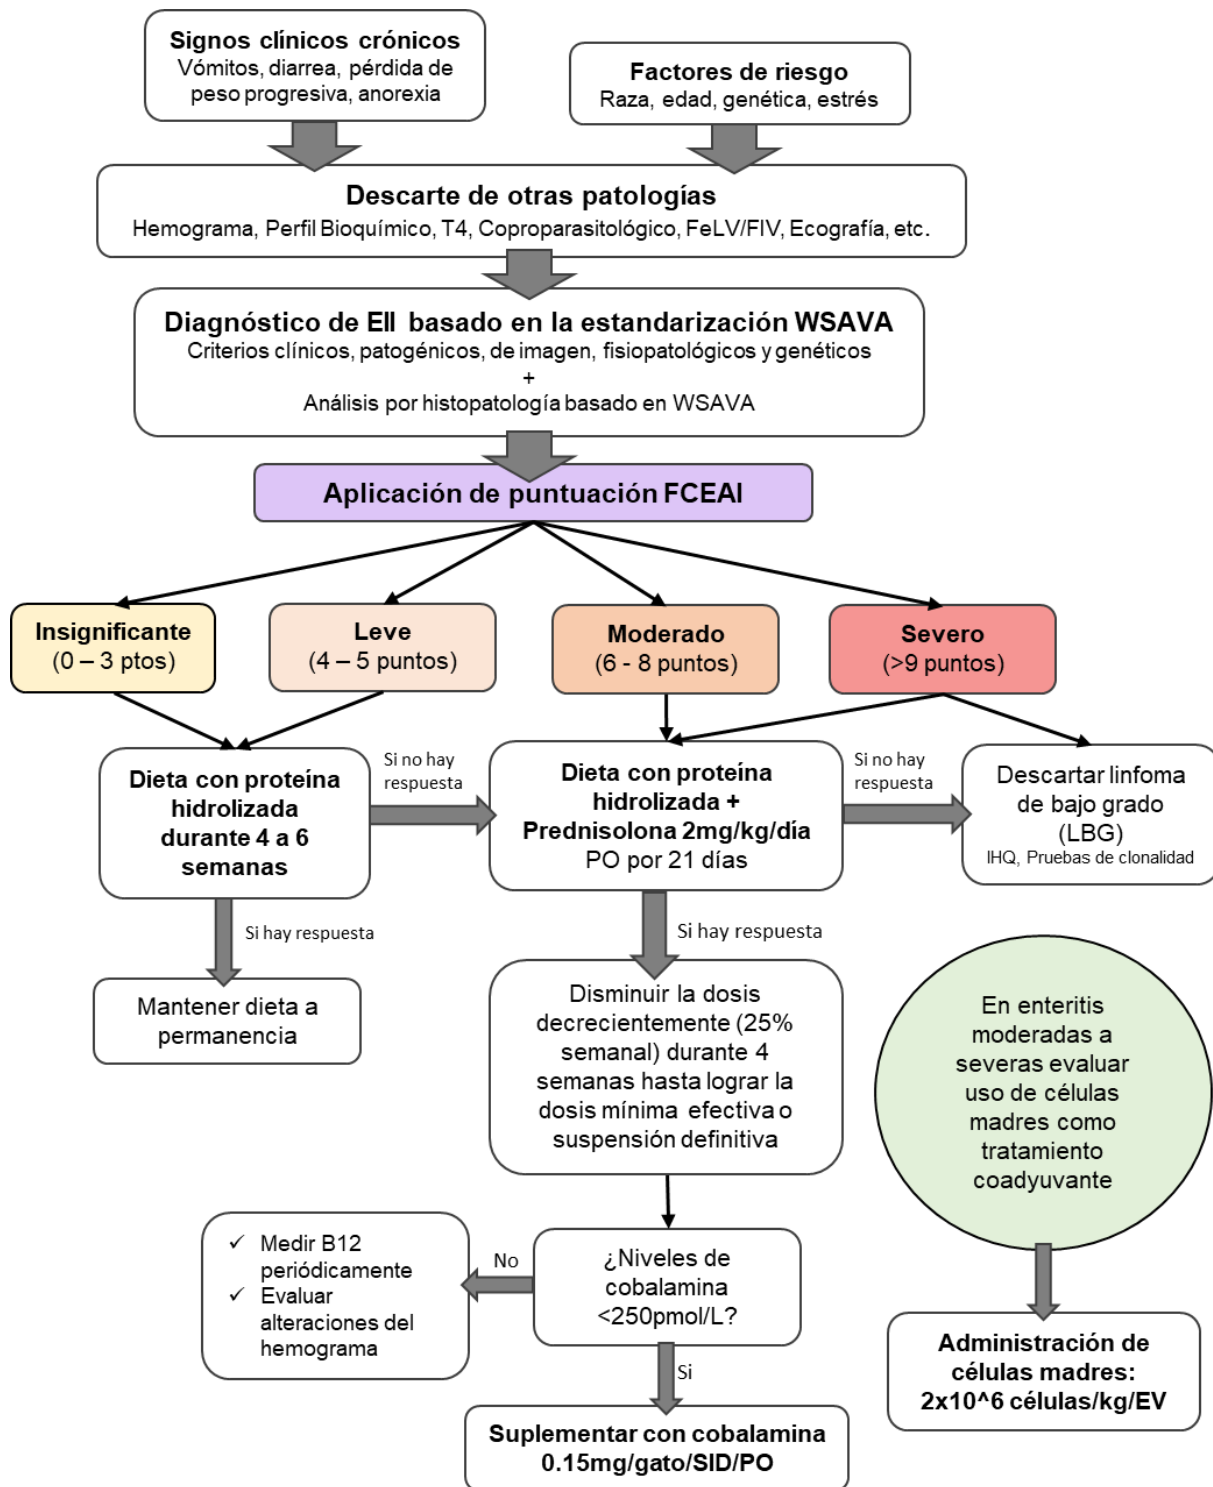 Signos clínicos crónicos
Vómitos, diarrea, pérdida de
peso progresiva, anorexia
Factores de riesgo
Raza, edad, genética, estrés
Descarte de otras patologías
Hemograma, Perfil Bioquímico, T4, Coproparasitológico, FeLV/FIV, Ecografía, etc.
Diagnóstico de EII basado en la estandarización WSAVA
Criterios clínicos, patogénicos, de imagen, fisiopatológicos y genéticos
+
Análisis por histopatología basado en WSAVA
Aplicación de puntuación FCEAI
Insignificante
(0 – 3 ptos)
Leve
(4 – 5 puntos)
Moderado
(6 - 8 puntos)
Severo
(>9 puntos)
Dieta con proteína
hidrolizada
durante 4 a 6
semanas
Si no hay
respuesta
Dieta con proteína
hidrolizada +
Prednisolona 2mg/kg/día
PO por 21 días
Si no hay
respuesta
Descartar linfoma
de bajo grado
(LBG)
IHQ, Pruebas de clonalidad
Si hay respuesta
Mantener dieta a
permanencia
Si hay respuesta
Disminuir la dosis
decrecientemente (25%
semanal) durante 4
semanas hasta lograr la
dosis mínima efectiva o
suspensión definitiva
En enteritis
moderadas a
severas evaluar
uso de células
madres como
tratamiento
coadyuvante
✓ Medir B12
periódicamente
✓ Evaluar
alteraciones del
hemograma
No
¿Niveles de
cobalamina
<250pmol/L?
Si
Administración de
células madres:
2x10^6 células/kg/EV
Suplementar con cobalamina
0.15mg/gato/SID/PO